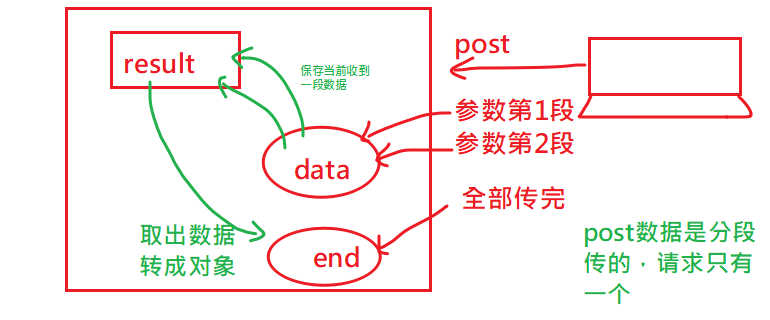 result
保存当前收到
一段数据
post
参数第1段
参数第2段
data
全部传完
取出数据
转成对象
end
post数据是分段
传的，请求只有
一个